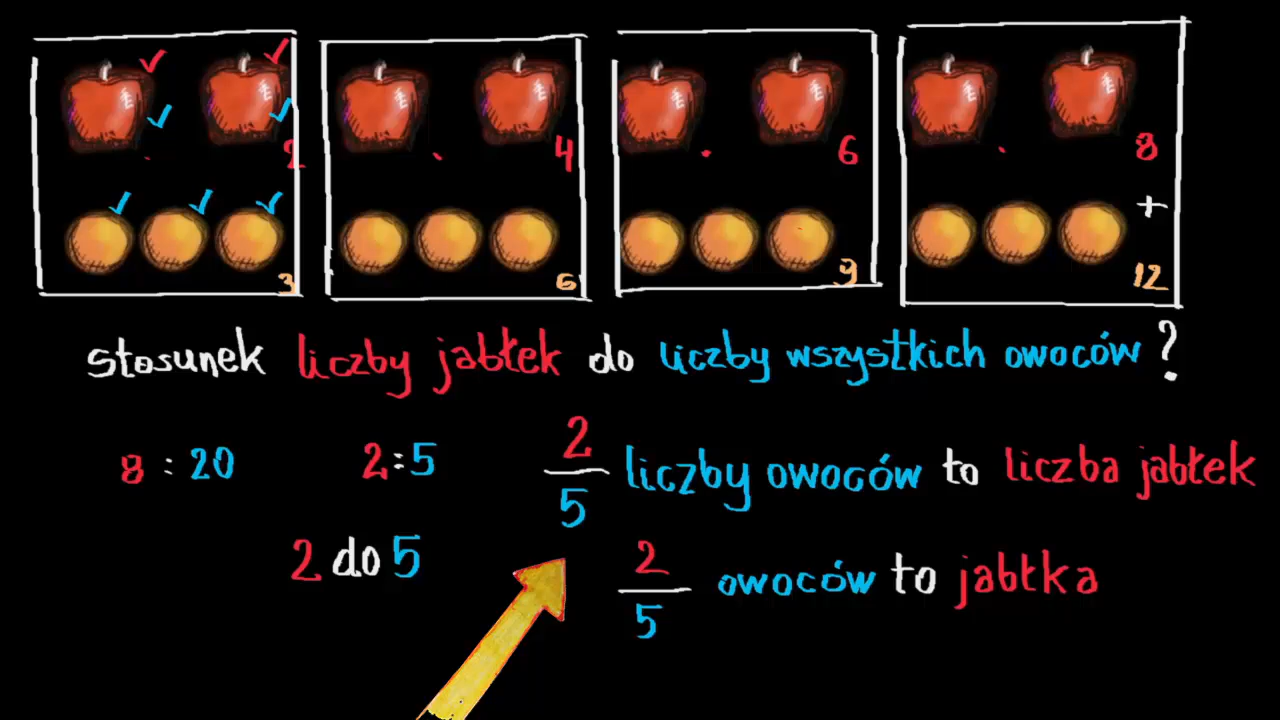 2 4 6 8
+
3 6 9 12
stosunek liczby jabłek do liczby wszystkich owoców?
8 : 20 2:5 2/5 liczby owoców to liczba jabłek
2 do 5 2/5 owoców to jabłka